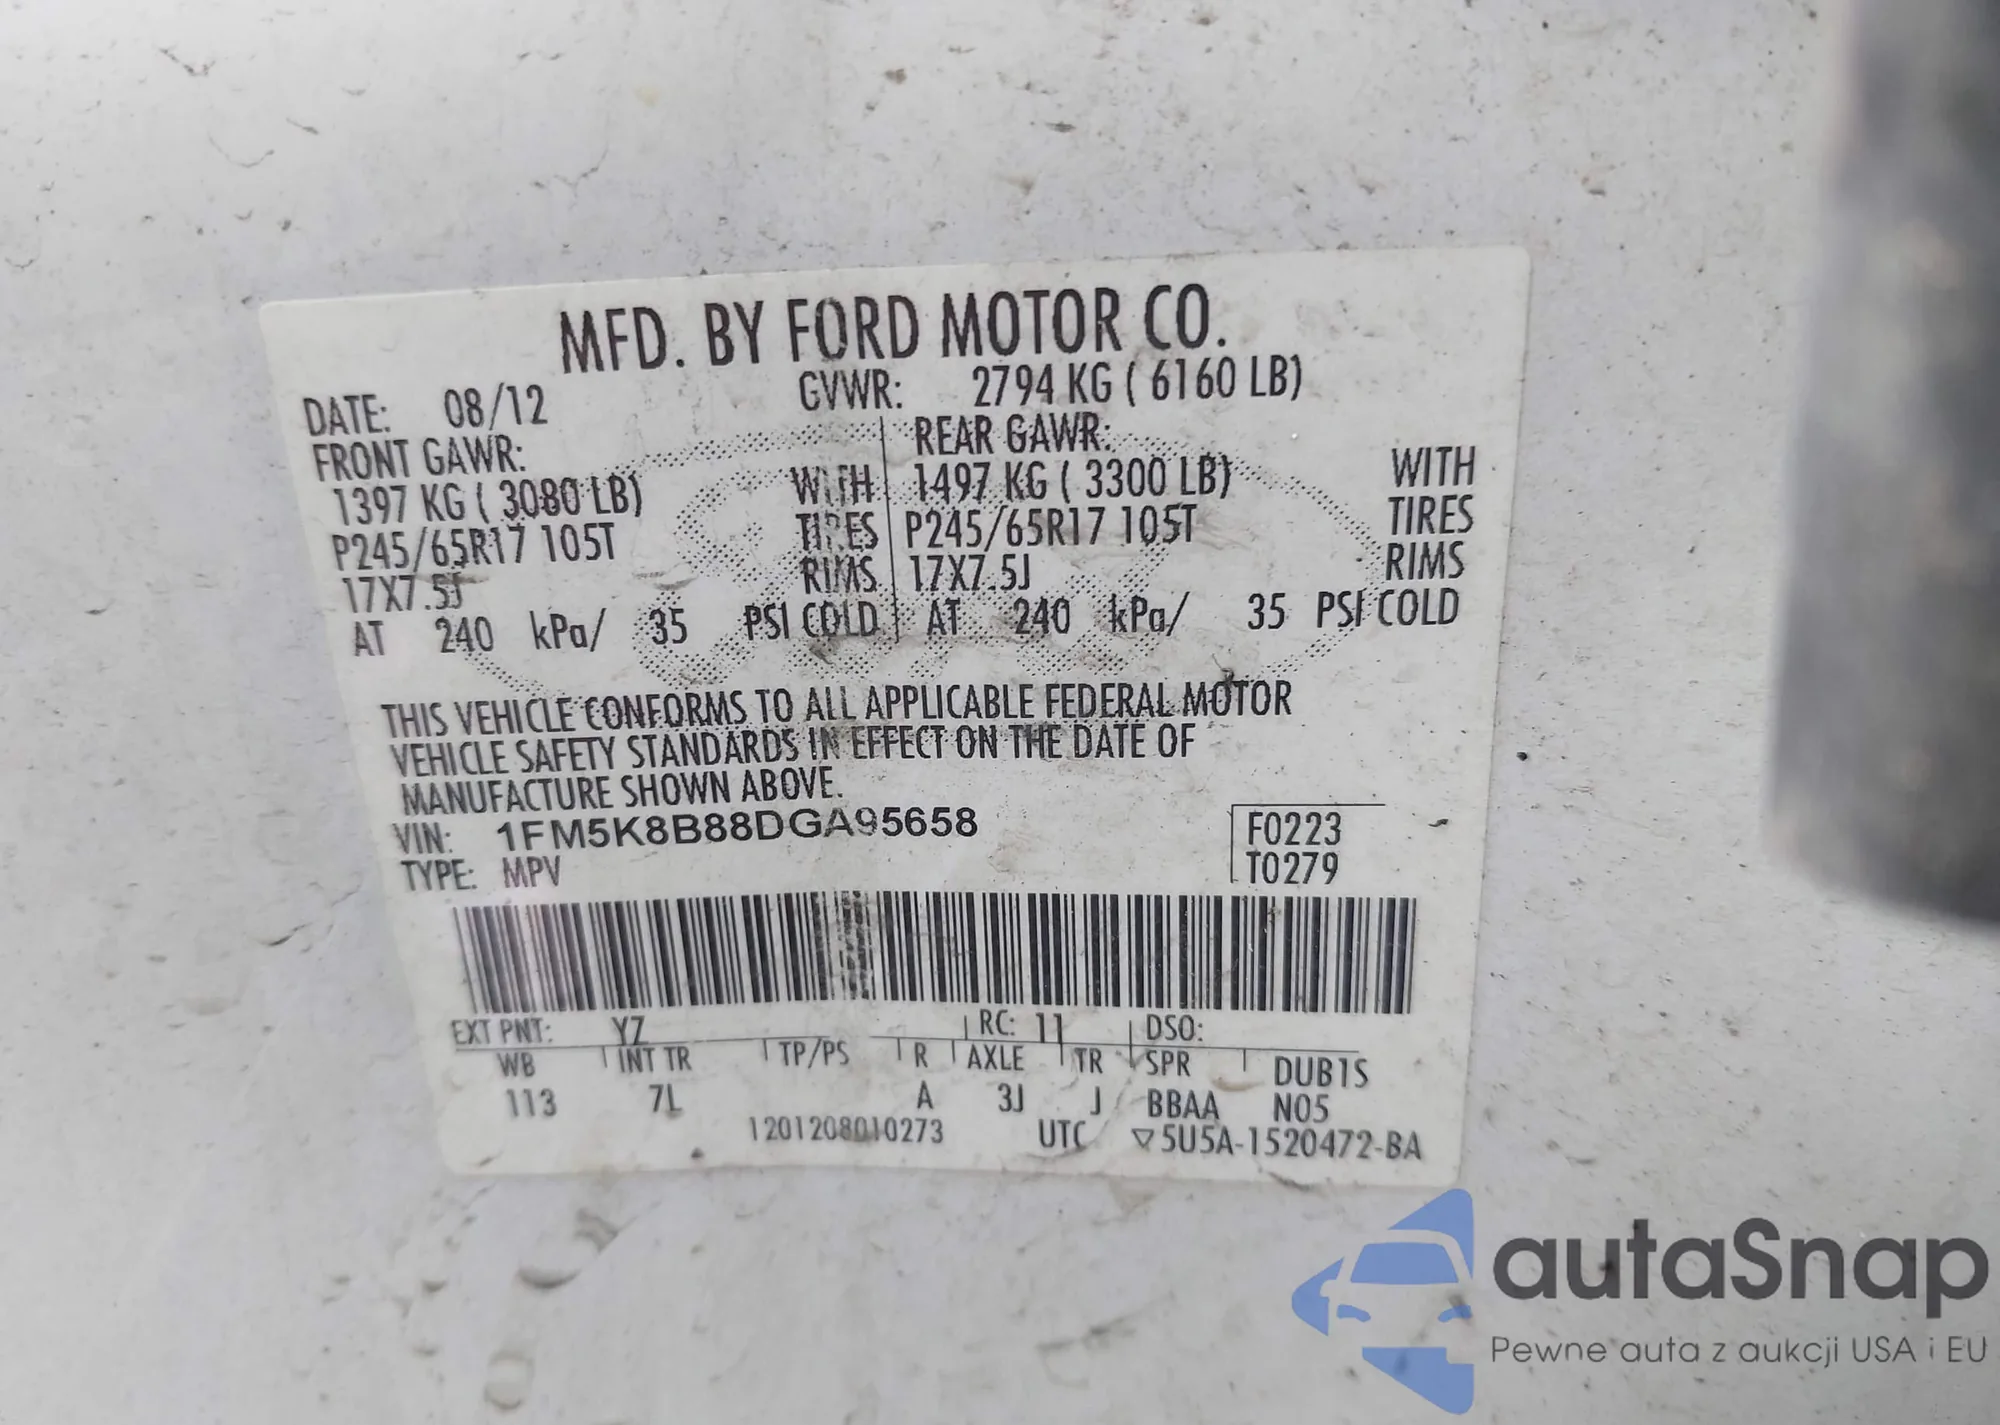 MFD. BY FORD MOTOR CO.
DATE: 08/12 GVWR: 2794 KG ( 6160 LB)
FRONT GAWR: REAR GAWR:
1397 KG ( 3080 LB) WITH 1497 KG ( 3300 LB) WITH
P245/65R17 105T TIRES P245/65R17 105T TIRES
17X7.5J RIMS 17X7.5J RIMS
AT 240 kPa/ 35 PSI COLD AT 240 kPa/ 35 PSI COLD
THIS VEHICLE CONFORMS TO ALL APPLICABLE FEDERAL MOTOR
VEHICLE SAFETY STANDARDS IN EFFECT ON THE DATE OF
MANUFACTURE SHOWN ABOVE.
VIN: 1FM5K8B88DGA95658 F0223
TYPE: MPV T0279
EXT PNT: YZ RC: 11 DSO:
WB INT TR TP/PS R AXLE TR SPR DUB1S
113 7L A 3J J BBAA N05
1201208010273 UTC ▽5U5A-1520472-BA
autaSnap
Pewne auta z aukcji USA i EU